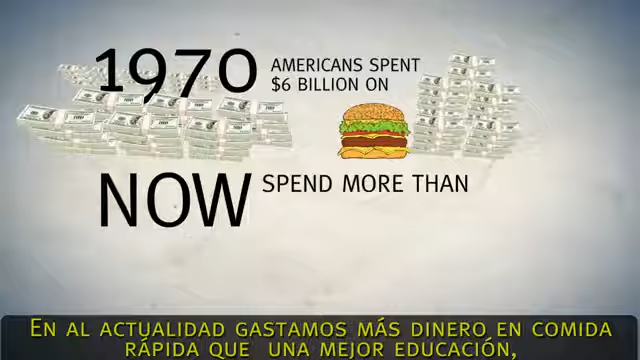 1970 AMERICANS SPENT
$6 BILLION ON
NOW SPEND MORE THAN
EN AL ACTUALIDAD GASTAMOS MÁS DINERO EN COMIDA
RÁPIDA QUE UNA MEJOR EDUCACIÓN,